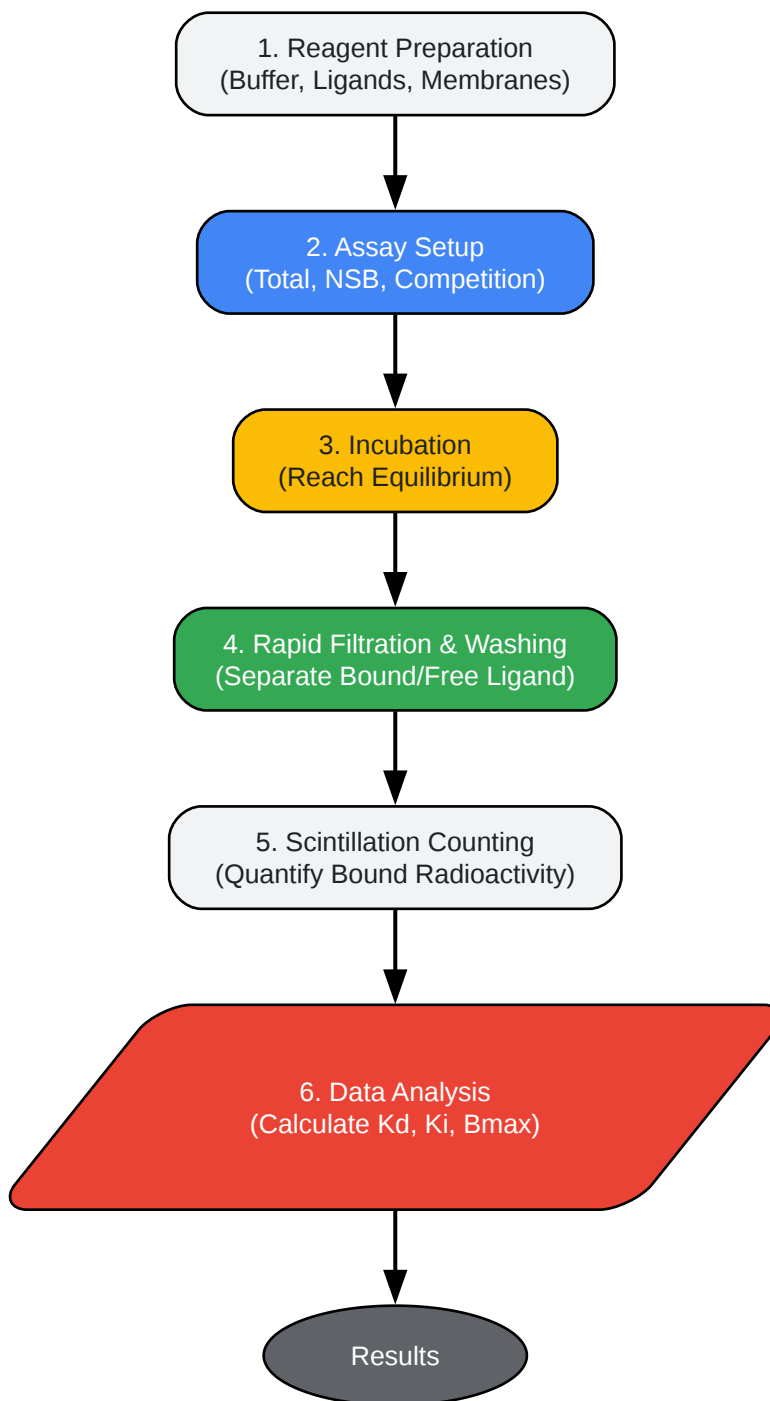 1. Reagent Preparation
(Buffer, Ligands, Membranes)
2. Assay Setup
(Total, NSB, Competition)
3. Incubation
(Reach Equilibrium)
4. Rapid Filtration & Washing
(Separate Bound/Free Ligand)
5. Scintillation Counting
(Quantify Bound Radioactivity)
6. Data Analysis
(Calculate Kd, Ki, Bmax)
Results